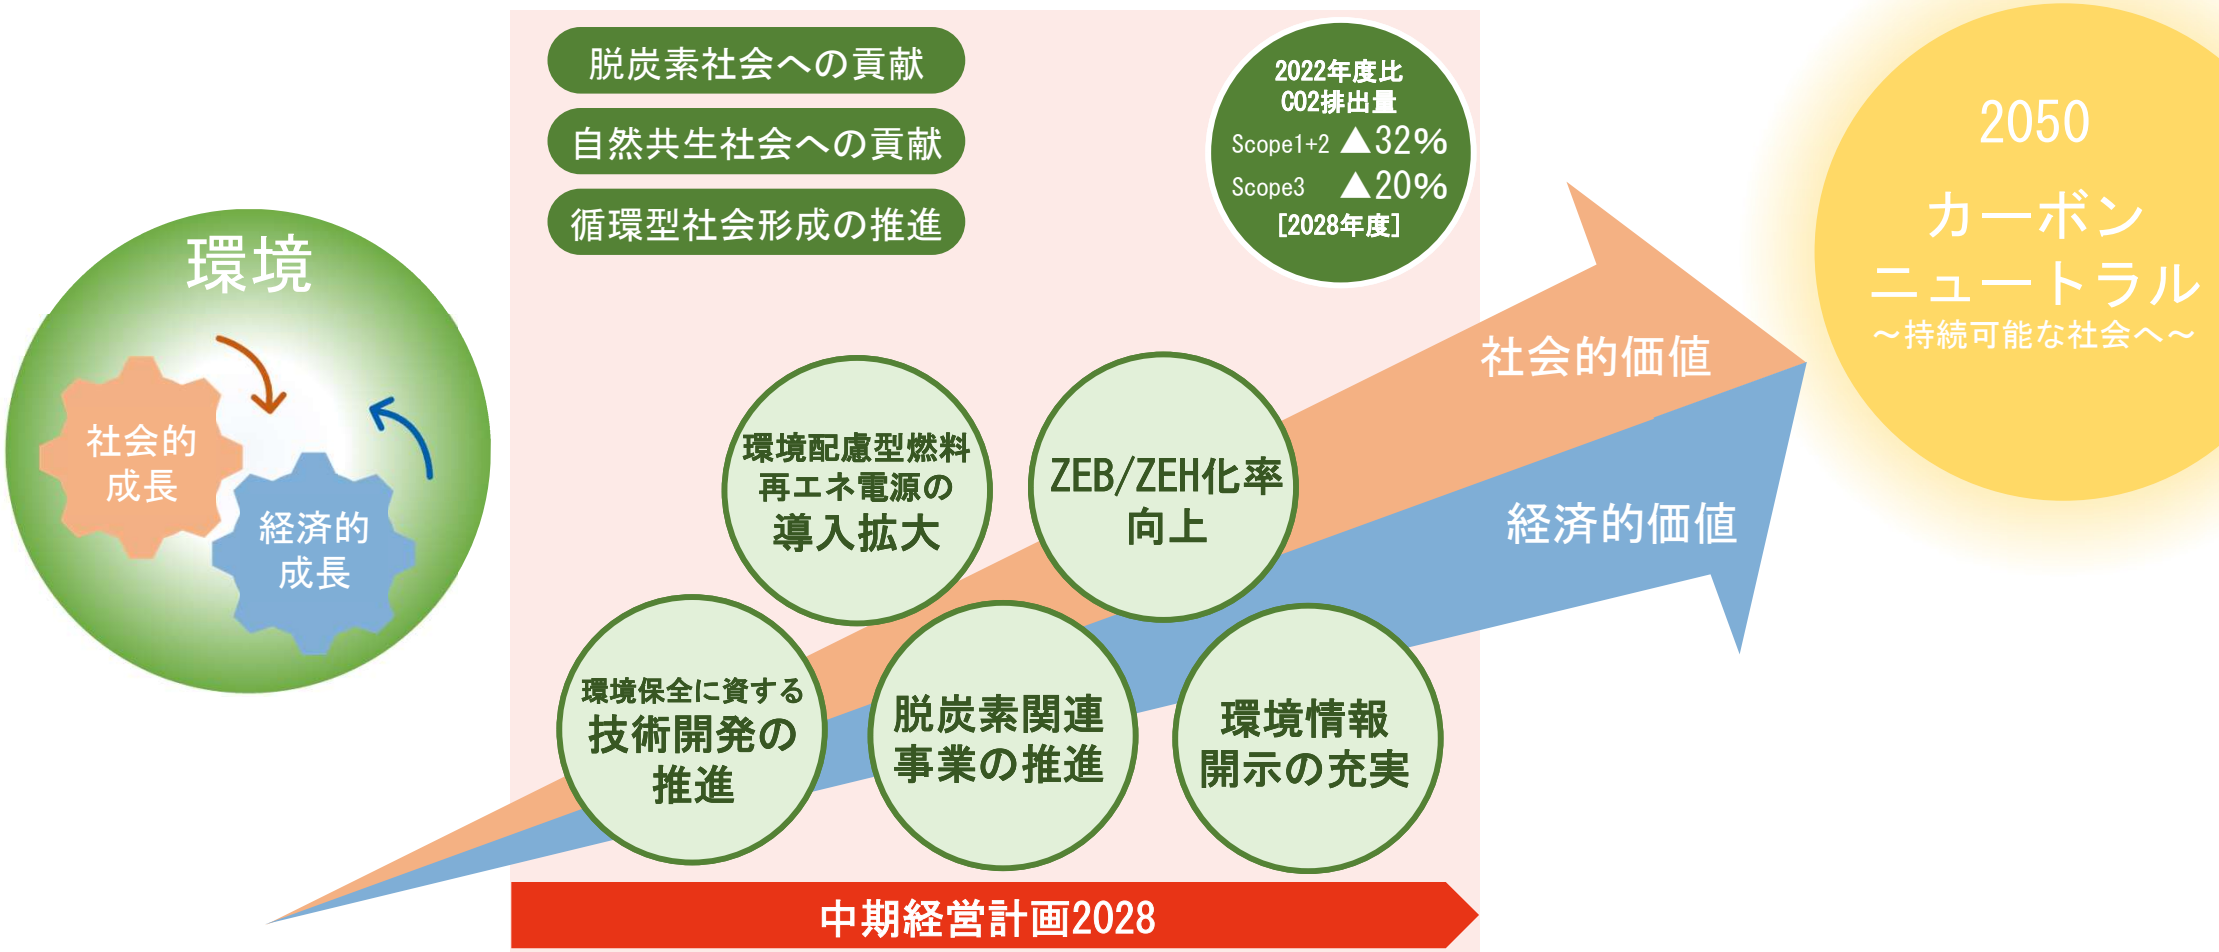 脱炭素社会への貢献
自然共生社会への貢献
循環型社会形成の推進
2022年度比
CO2排出量
Scope1+2 ▲32%
Scope3 ▲20%
[2028年度]
2050
カーボン
ニュートラル
～持続可能な社会へ～
環境
社会的
成長
経済的
成長
社会的価値
経済的価値
環境配慮型燃料
再エネ電源の
導入拡大
ZEB/ZEH化率
向上
環境保全に資する
技術開発の
推進
脱炭素関連
事業の推進
環境情報
開示の充実
中期経営計画2028